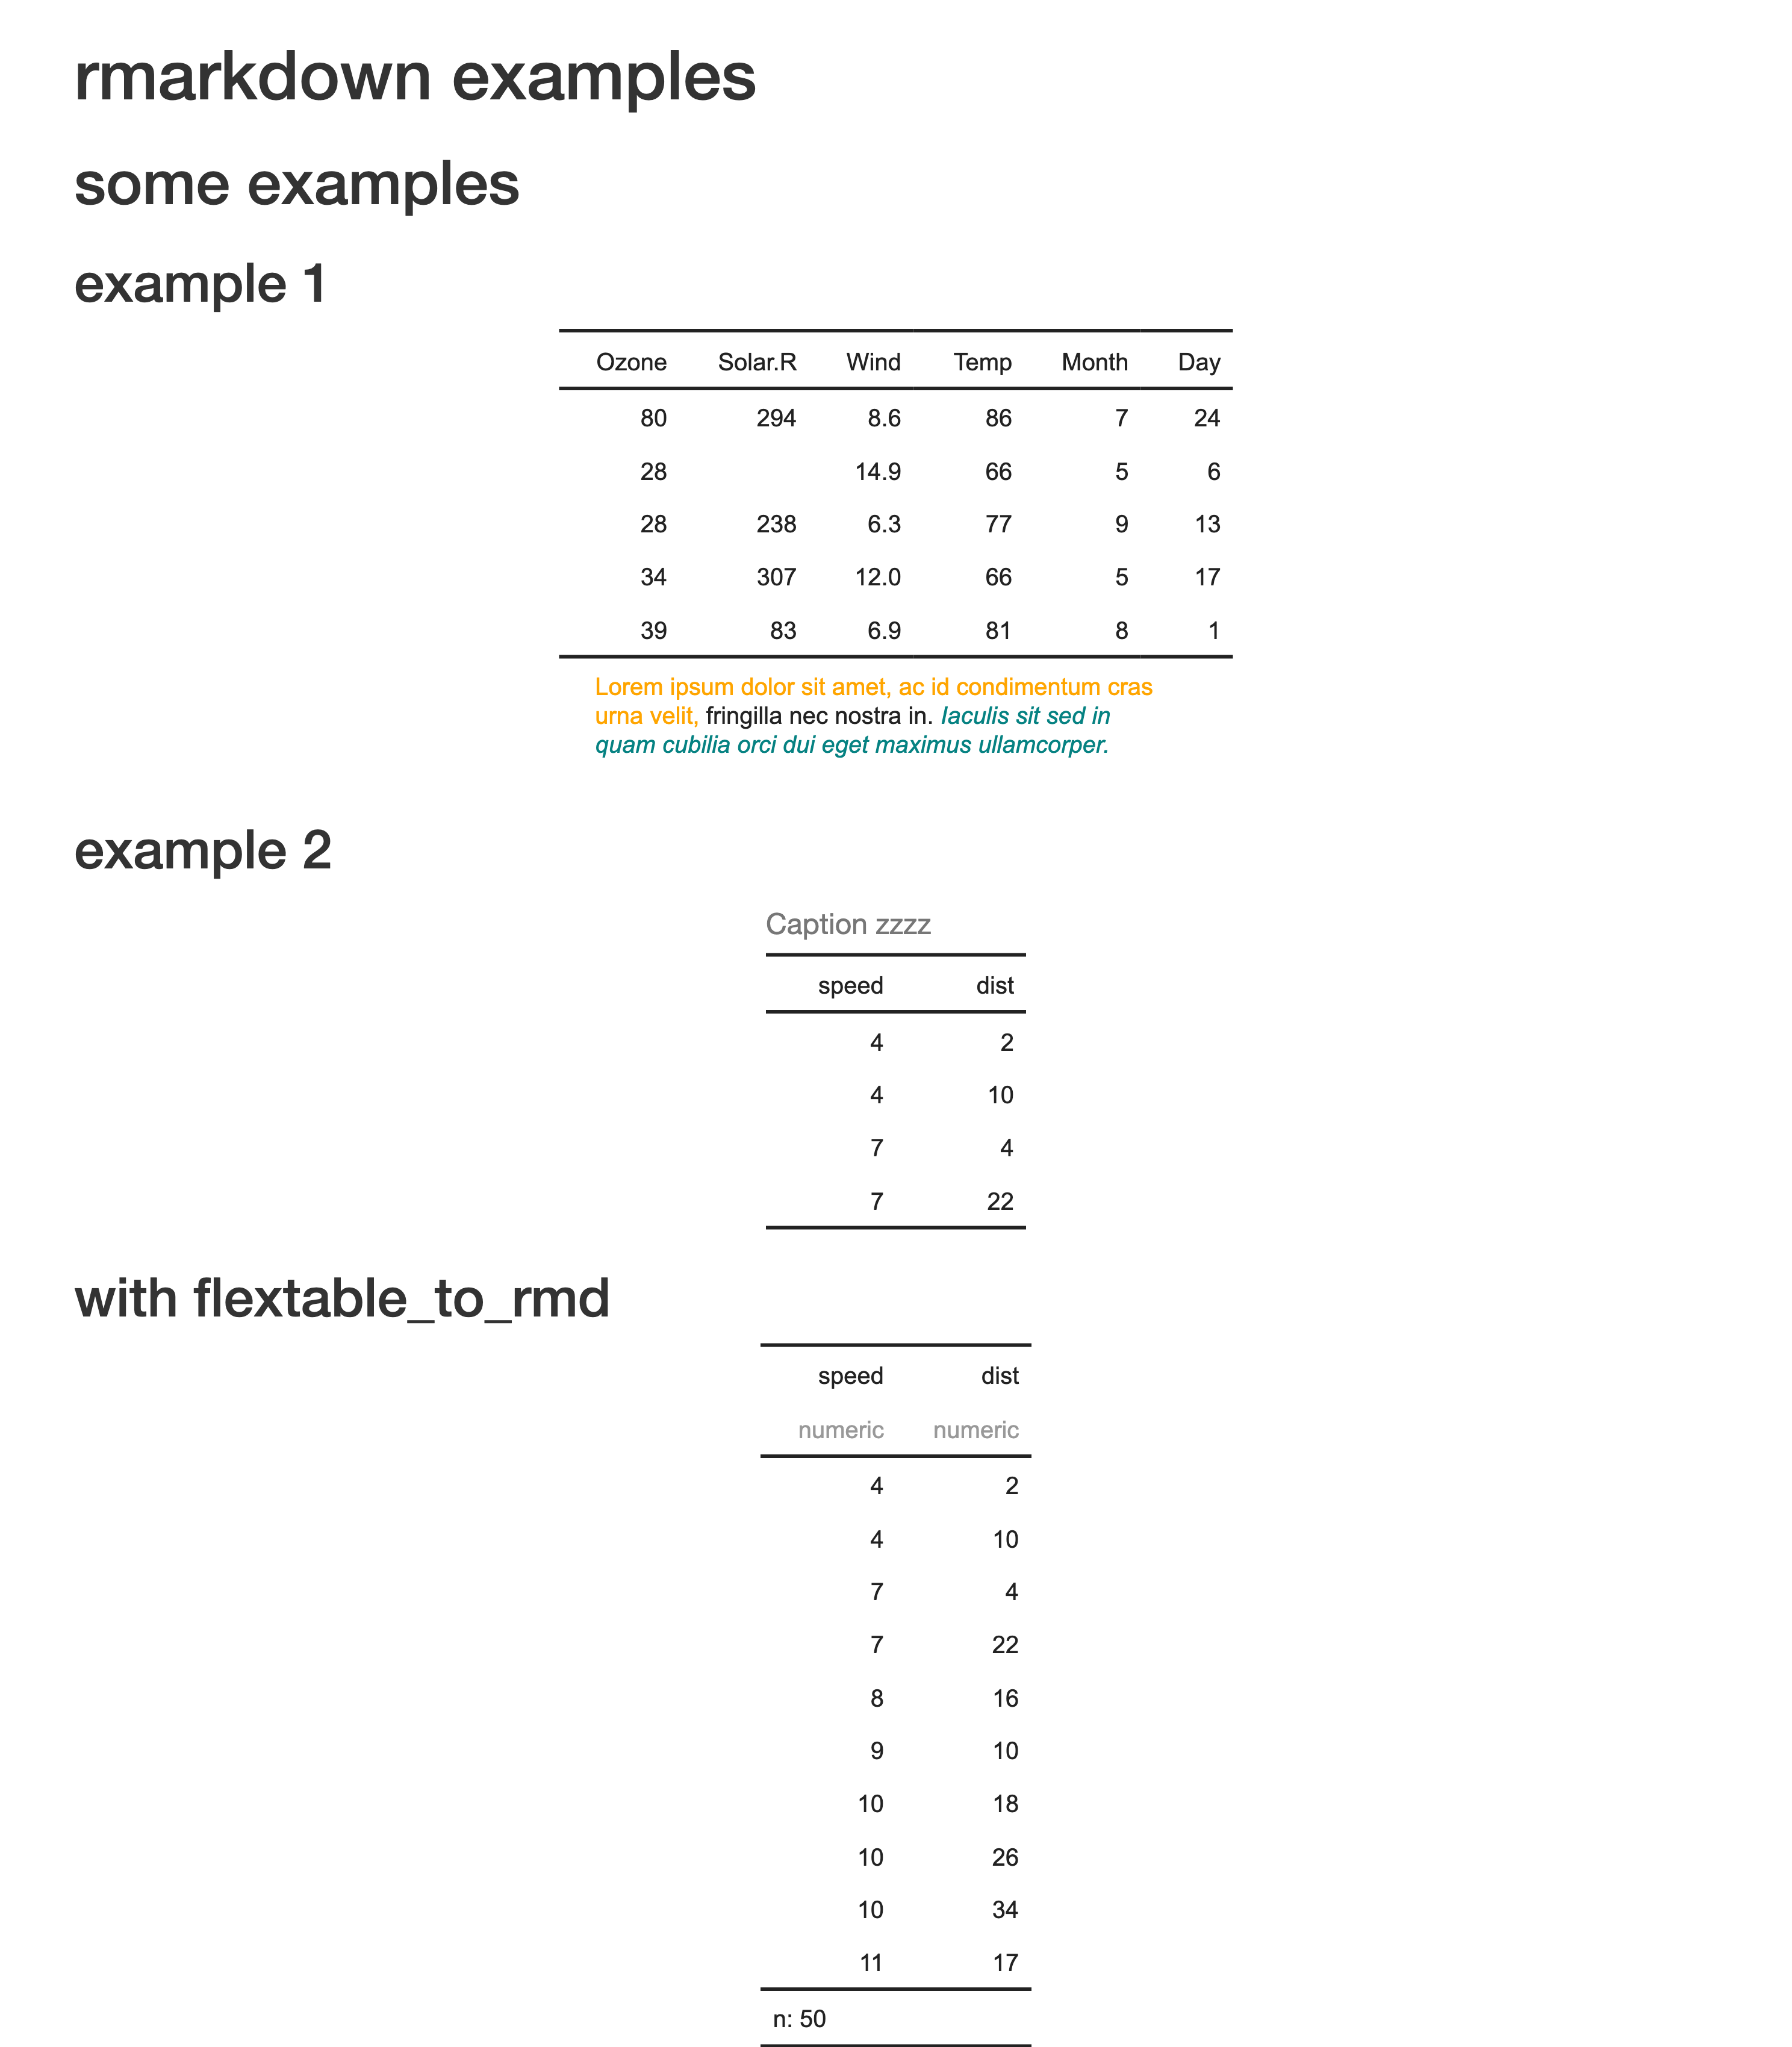 rmarkdown examples
some examples
example 1
Ozone Solar.R Wind Temp Month Day
80 294 8.6 86 7 24
28 14.9 66 5 6
28 238 6.3 77 9 13
34 307 12.0 66 5 17
39 83 6.9 81 8 1
Lorem ipsum dolor sit amet, ac id condimentum cras
urna velit, fringilla nec nostra in. Iaculis sit sed in
quam cubilia orci dui eget maximus ullamcorper.
example 2
Caption zzzz
speed dist
4 2
4 10
7 4
7 22
with flextable_to_rmd
speed dist
numeric numeric
4 2
4 10
7 4
7 22
8 16
9 10
10 18
10 26
10 34
11 17
n: 50